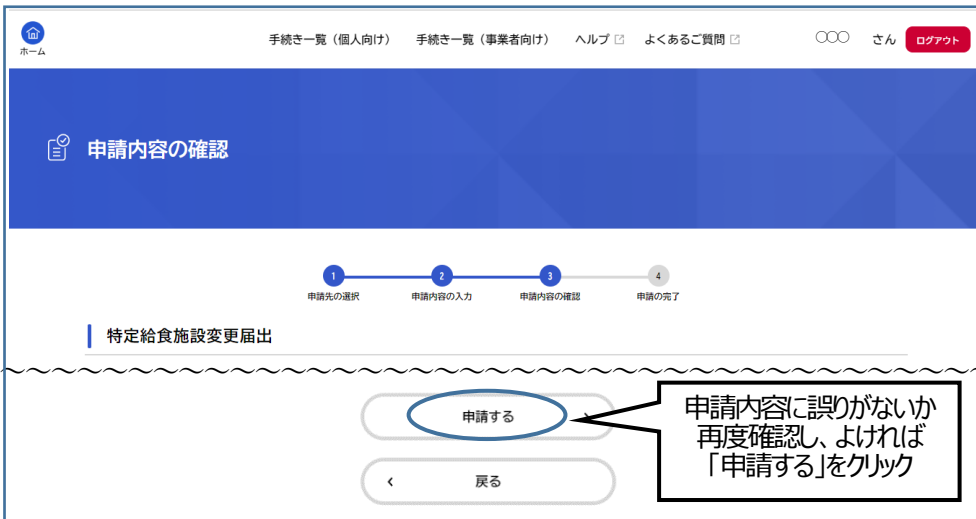 ホーム
手続き一覧（個人向け） 手続き一覧（事業者向け） ヘルプ よくあるご質問 ○○○ さん ログアウト
申請内容の確認
1 2 3 4
申請先の選択 申請内容の入力 申請内容の確認 申請の完了
特定給食施設変更届出
申請する
申請内容に誤りがないか
再度確認し、よければ
「申請する」をクリック
戻る